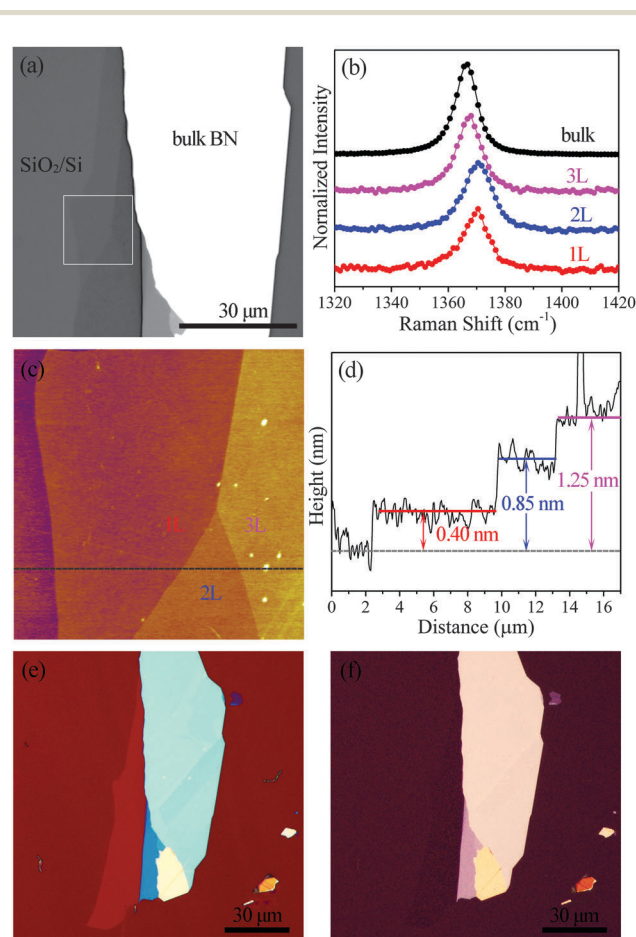 (a)
bulk BN
SiO₂/Si
30 μm
(b)
Nornalized Intensity
bulk
3L
2L
1L
1320 1340 1360 1380 1400 1420
Raman Shift (cm⁻¹)
(c)
1L
3L
2L
(d)
Height (nm)
1.25 nm
0.85 nm
0.40 nm
0 2 4 6 8 10 12 14 16
Distance (μm)
(e)
30 μm
(f)
30 μm